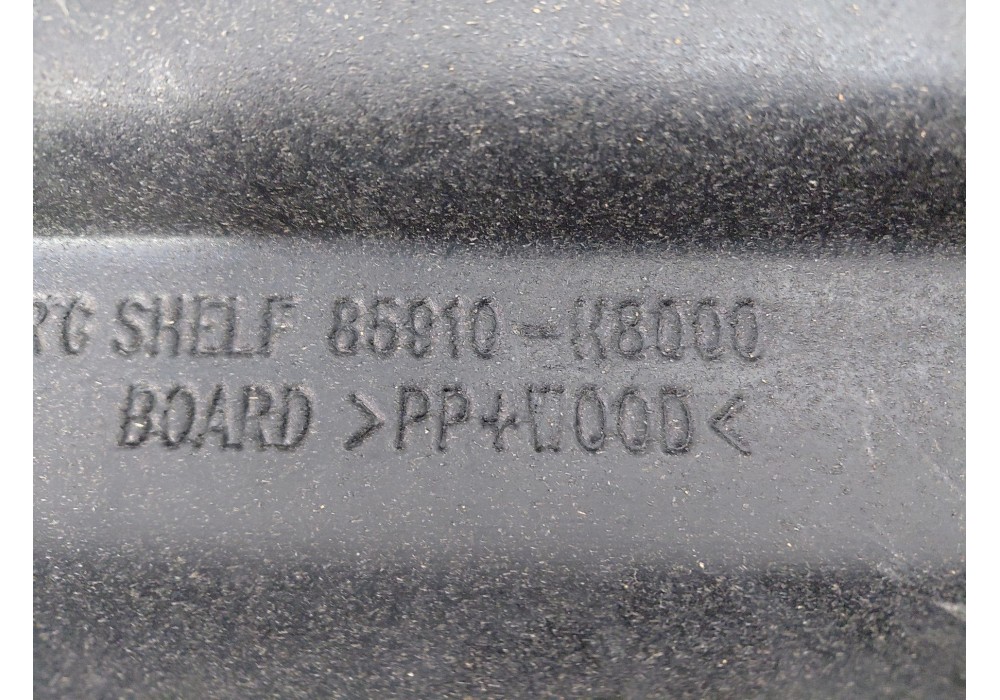 SHELF 85910-K8000
BOARD >PP+WOOD<